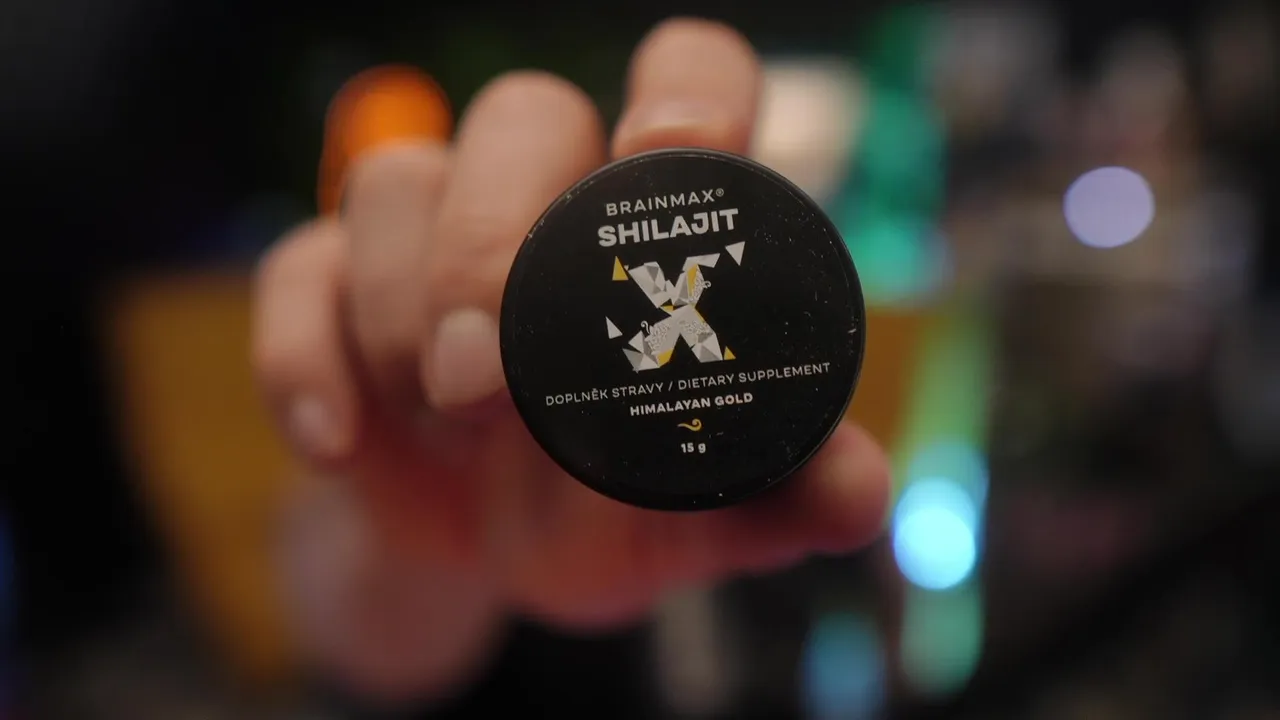 BRAINMAX®
SHILAJIT
DOPLNĚK STRAVY / DIETARY SUPPLEMENT
HIMALAYAN GOLD
15 g